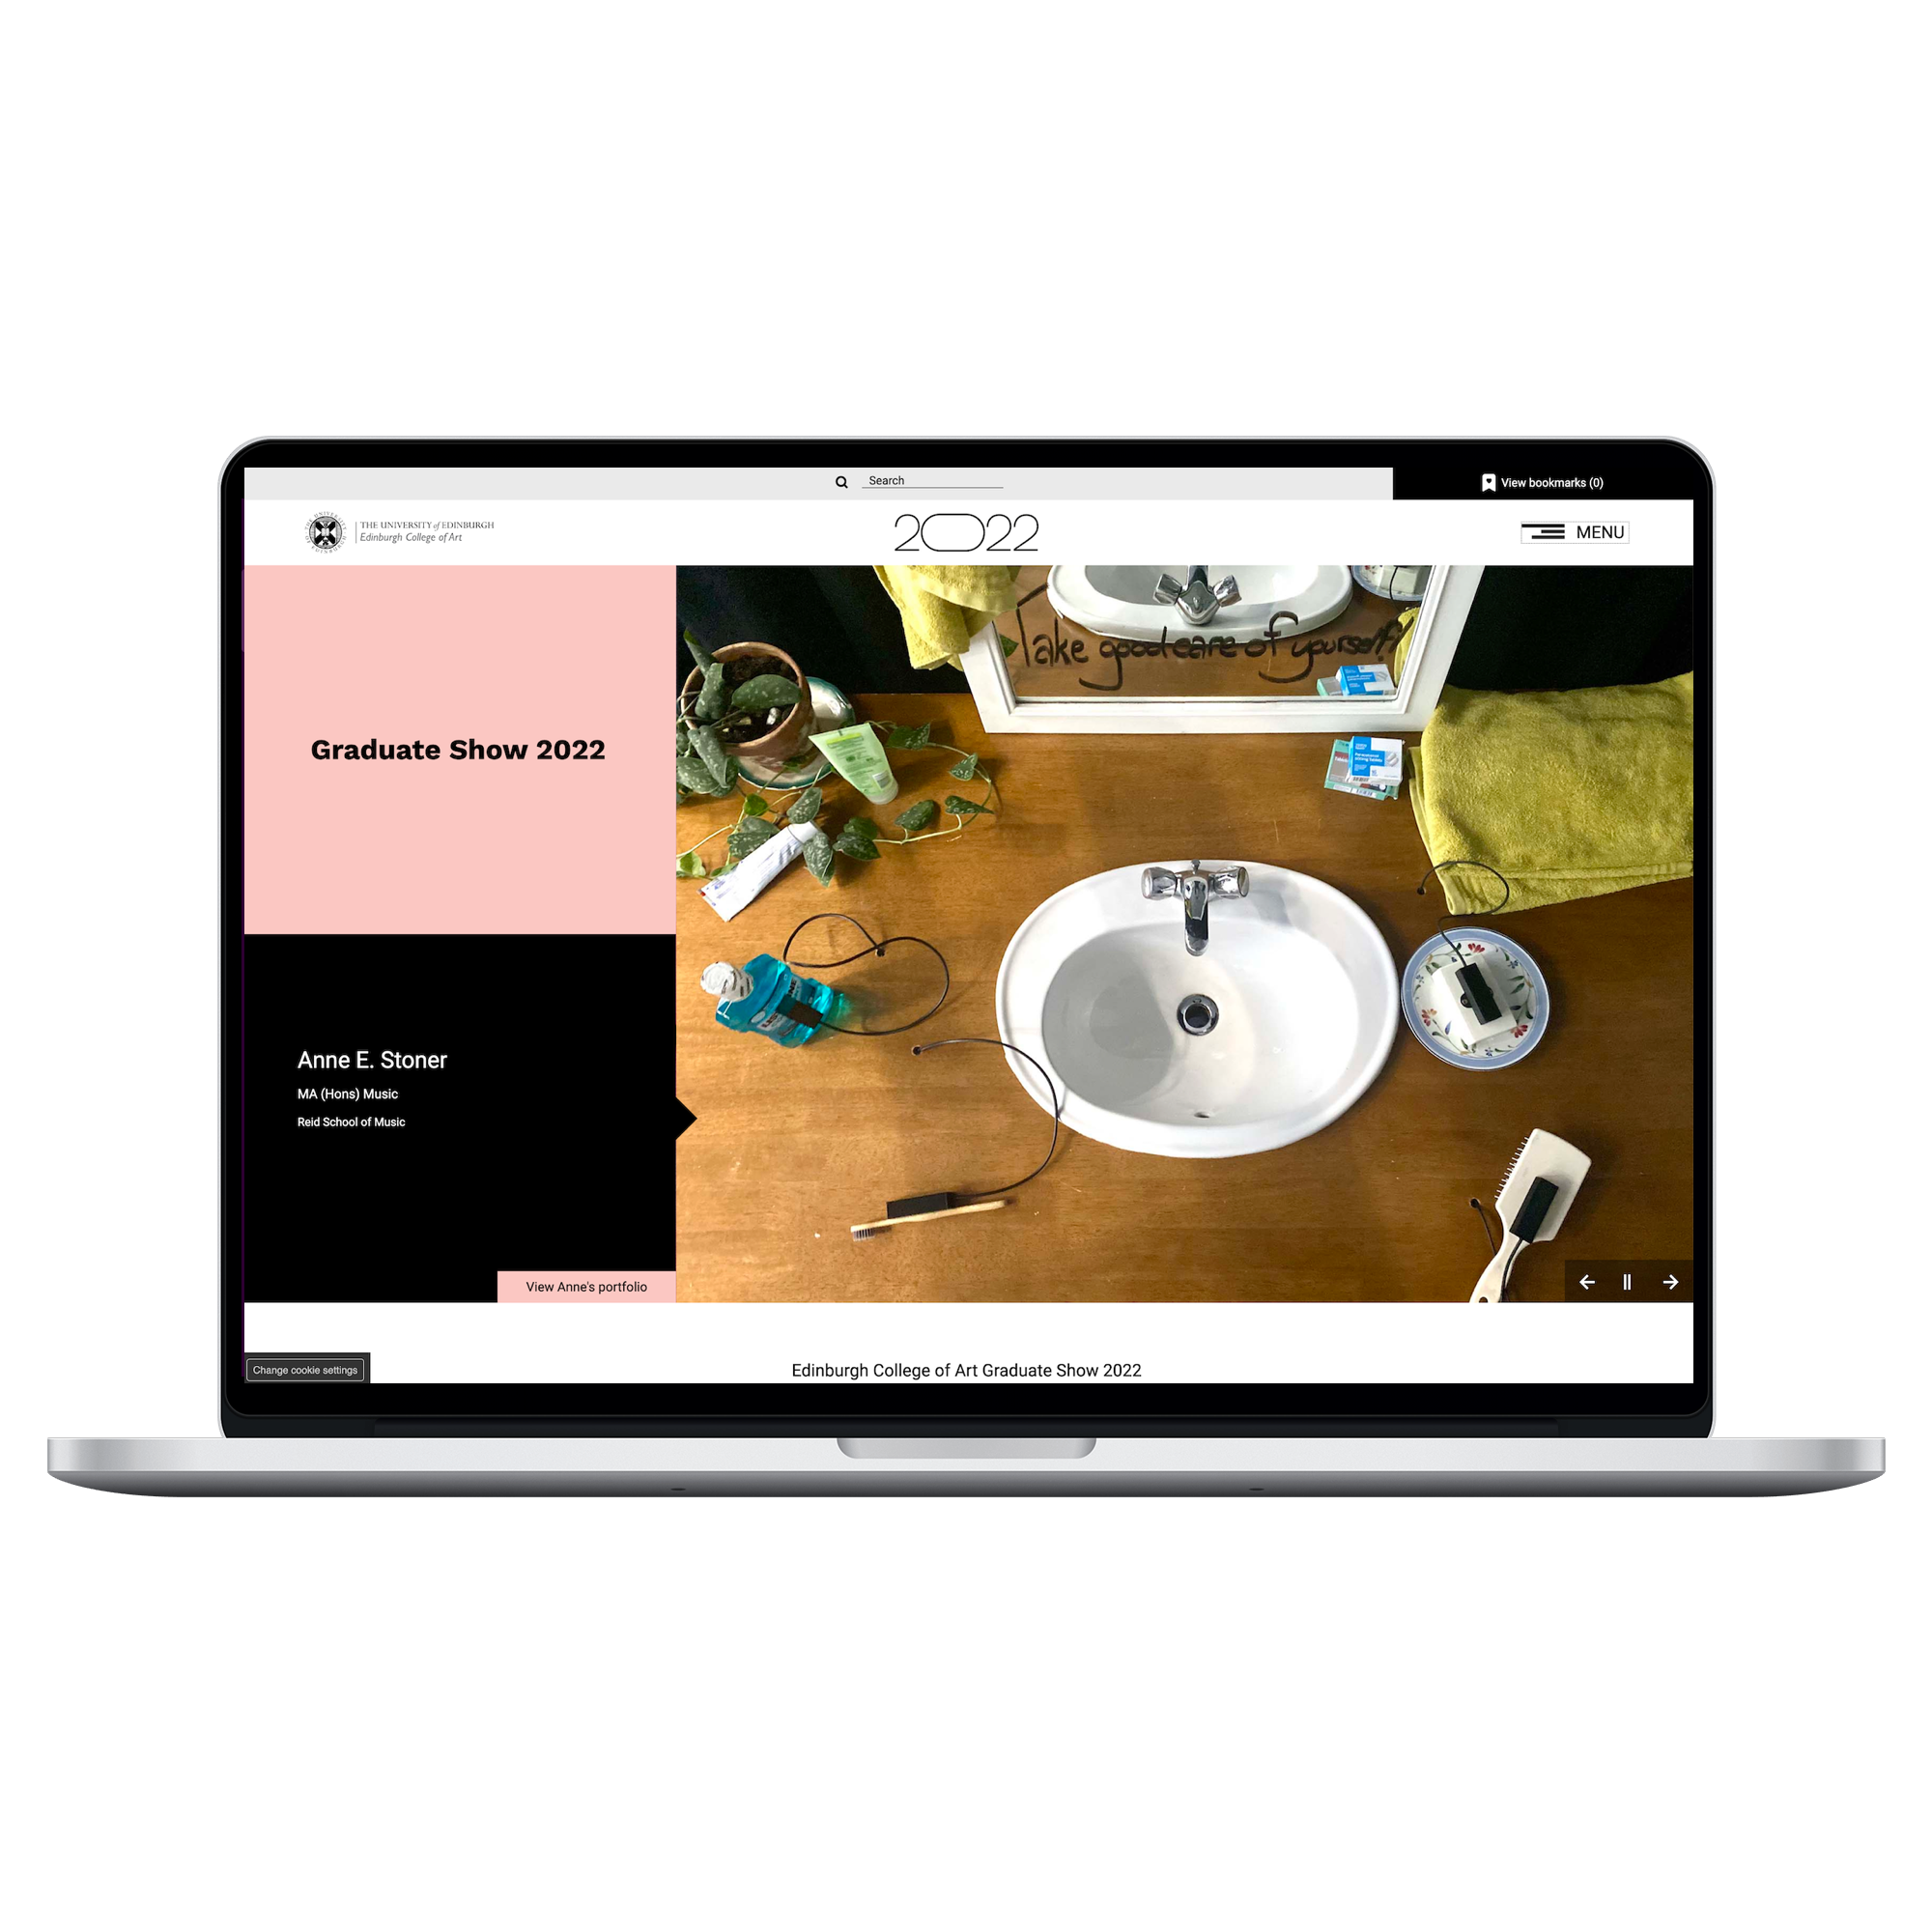 Search
View bookmarks (0)
THE UNIVERSITY of EDINBURGH
Edinburgh College of Art
2022
MENU
Graduate Show 2022
Take good care of yourself!
Anne E. Stoner
MA (Hons) Music
Reid School of Music
View Anne's portfolio
Change cookie settings
Edinburgh College of Art Graduate Show 2022